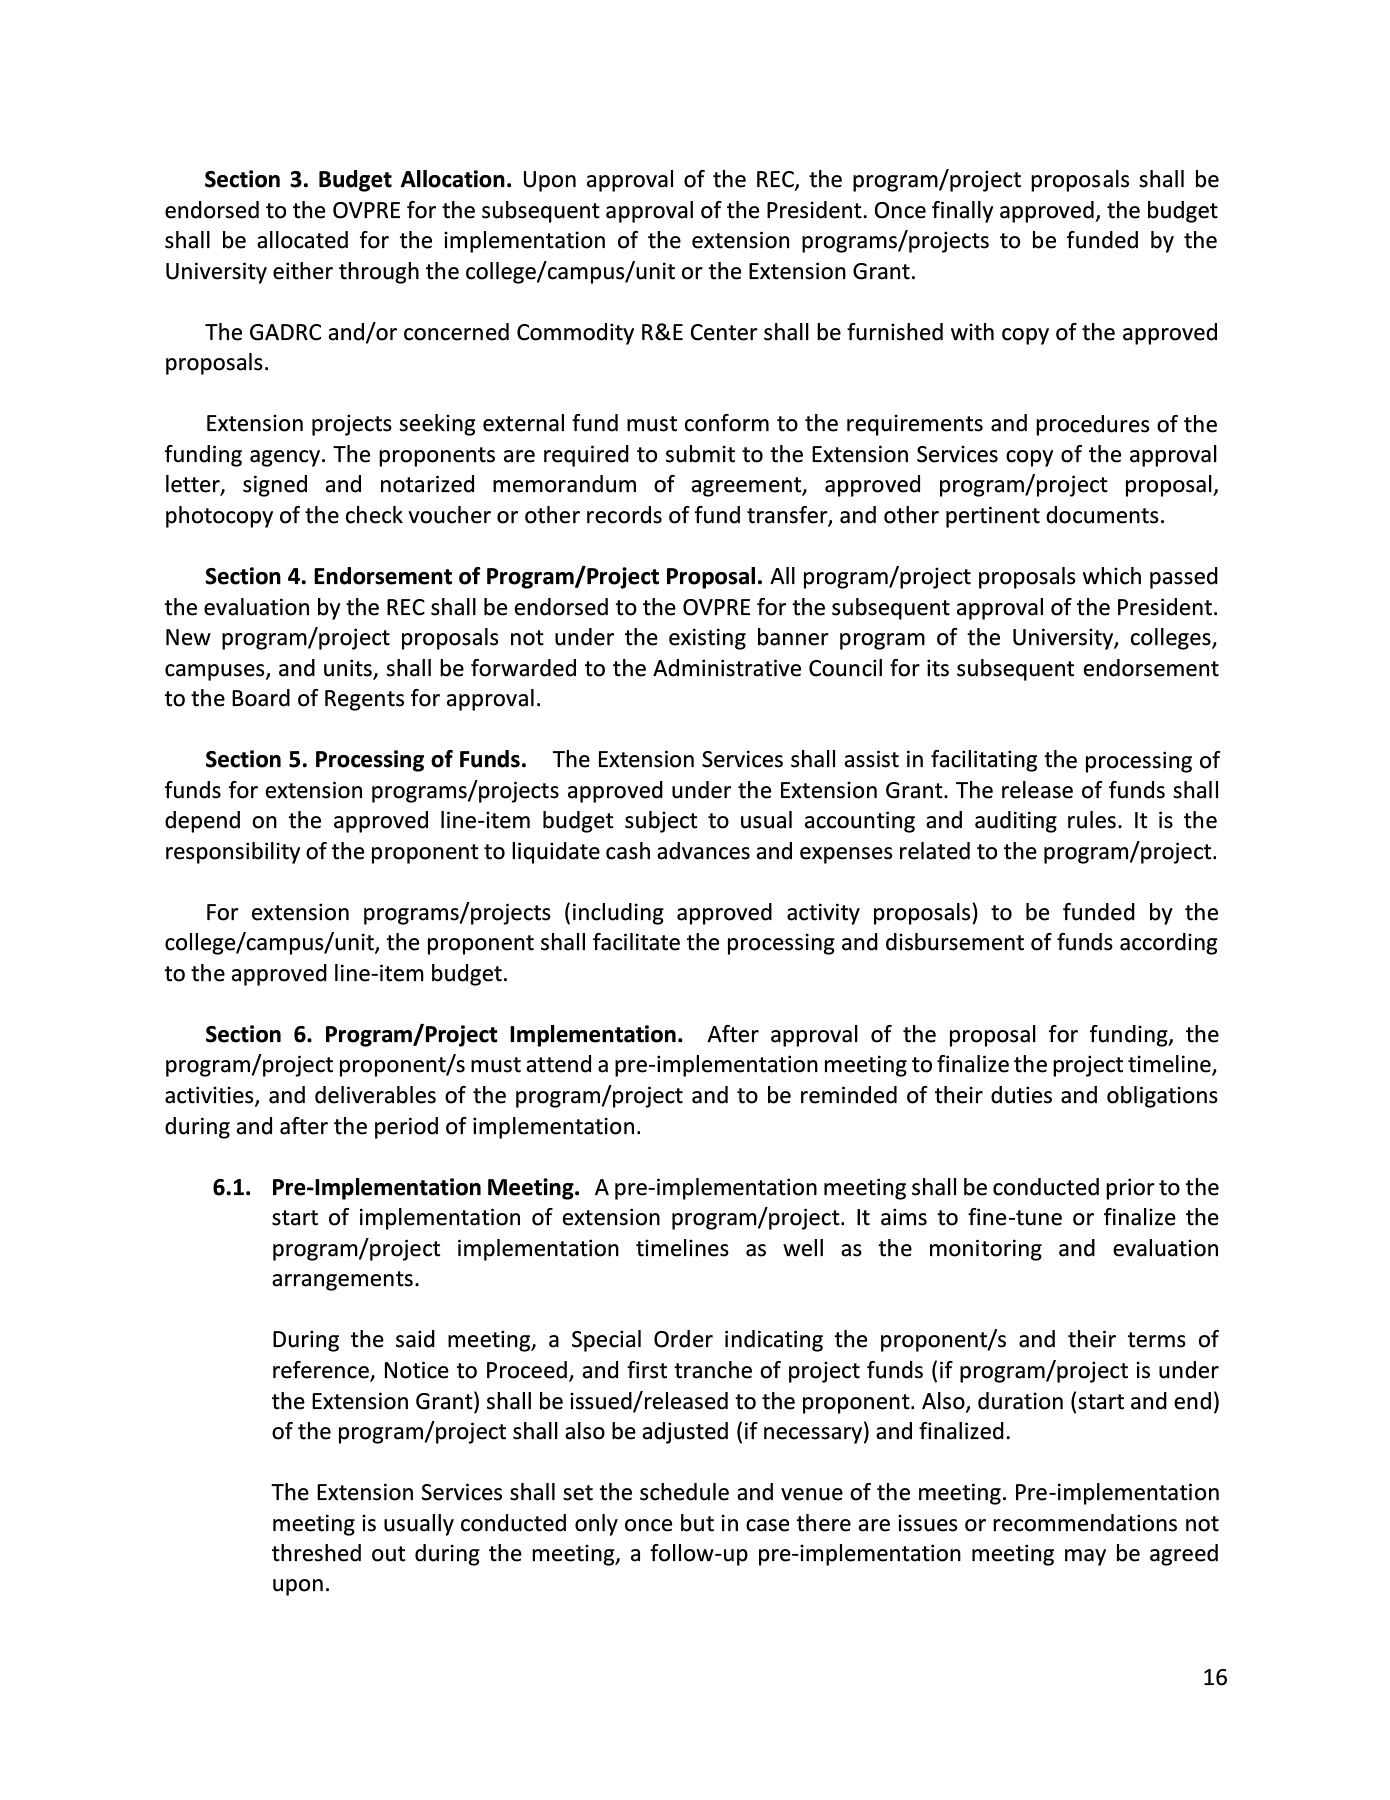 Section 3. Budget Allocation. Upon approval of the REC, the program/project proposals shall be
endorsed to the OVPRE for the subsequent approval of the President. Once finally approved, the budget
shall be allocated for the implementation of the extension programs/projects to be funded by the
University either through the college/campus/unit or the Extension Grant.
The GADRC and/or concerned Commodity R&E Center shall be furnished with copy of the approved
proposals.
Extension projects seeking external fund must conform to the requirements and procedures of the
funding agency. The proponents are required to submit to the Extension Services copy of the approval
letter, signed and notarized memorandum of agreement, approved program/project proposal,
photocopy of the check voucher or other records of fund transfer, and other pertinent documents.
Section 4. Endorsement of Program/Project Proposal. All program/project proposals which passed
the evaluation by the REC shall be endorsed to the OVPRE for the subsequent approval of the President.
New program/project proposals not under the existing banner program of the University, colleges,
campuses, and units, shall be forwarded to the Administrative Council for its subsequent endorsement
to the Board of Regents for approval.
Section 5. Processing of Funds. The Extension Services shall assist in facilitating the processing of
funds for extension programs/projects approved under the Extension Grant. The release of funds shall
depend on the approved line-item budget subject to usual accounting and auditing rules. It is the
responsibility of the proponent to liquidate cash advances and expenses related to the program/project.
For extension programs/projects (including approved activity proposals) to be funded by the
college/campus/unit, the proponent shall facilitate the processing and disbursement of funds according
to the approved line-item budget.
Section 6. Program/Project Implementation. After approval of the proposal for funding, the
program/project proponent/s must attend a pre-implementation meeting to finalize the project timeline,
activities, and deliverables of the program/project and to be reminded of their duties and obligations
during and after the period of implementation.
6.1. Pre-Implementation Meeting. A pre-implementation meeting shall be conducted prior to the
start of implementation of extension program/project. It aims to fine-tune or finalize the
program/project implementation timelines as well as the monitoring and evaluation
arrangements.
During the said meeting, a Special Order indicating the proponent/s and their terms of
reference, Notice to Proceed, and first tranche of project funds (if program/project is under
the Extension Grant) shall be issued/released to the proponent. Also, duration (start and end)
of the program/project shall also be adjusted (if necessary) and finalized.
The Extension Services shall set the schedule and venue of the meeting. Pre-implementation
meeting is usually conducted only once but in case there are issues or recommendations not
threshed out during the meeting, a follow-up pre-implementation meeting may be agreed
upon.
16